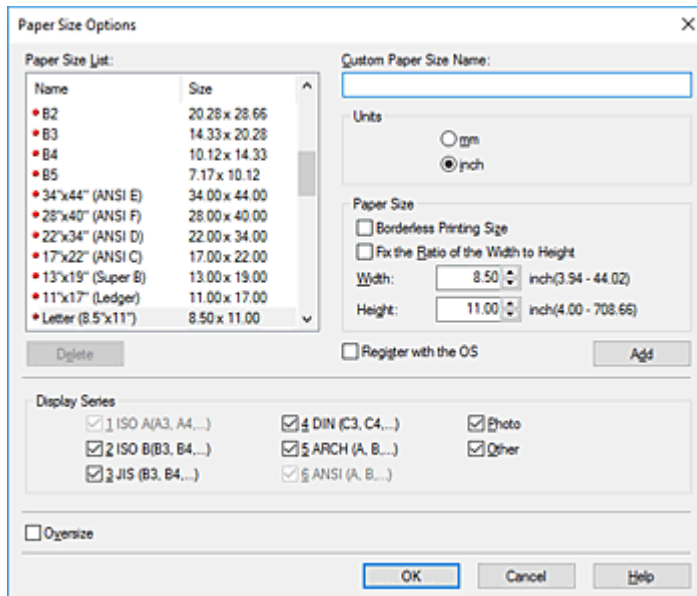 Paper Size Options
Paper Size List:
Name Size
B2 20.28 x 28.66
B3 14.33 x 20.28
B4 10.12 x 14.33
B5 7.17 x 10.12
34"x44" (ANSI E) 34.00 x 44.00
28"x40" (ANSI F) 28.00 x 40.00
22"x34" (ANSI D) 22.00 x 34.00
17"x22" (ANSI C) 17.00 x 22.00
13"x19" (Super B) 13.00 x 19.00
11"x17" (Ledger) 11.00 x 17.00
Letter (8.5"x11") 8.50 x 11.00
Delete
Custom Paper Size Name:
Units
mm
inch
Paper Size
Borderless Printing Size
Fix the Ratio of the Width to Height
Width: 8.50 inch(3.94 - 44.02)
Height: 11.00 inch(4.00 - 708.66)
Register with the OS Add
Display Series
1 ISO A(A3, A4,...) 4 DIN (C3, C4,...) Photo
2 ISO B(B3, B4,...) 5 ARCH (A, B,...) Other
3 JIS (B3, B4,...) 6 ANSI (A, B,...)
Oversize
OK Cancel Help